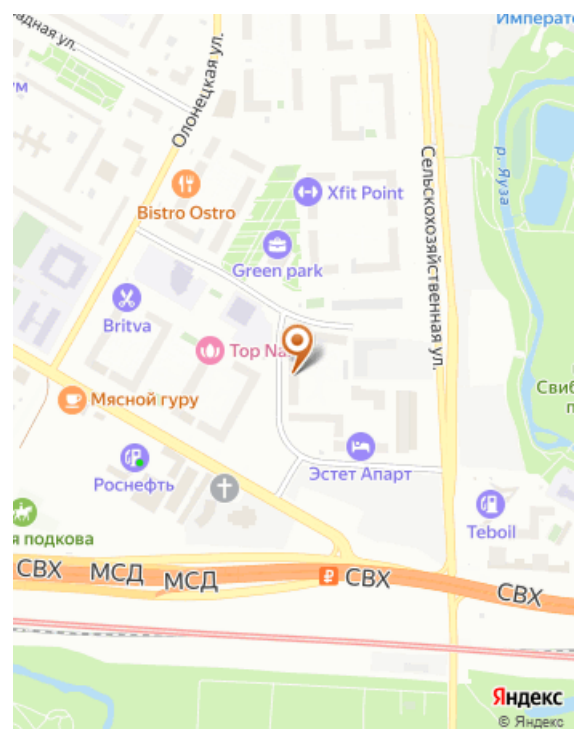 Император
адная ул.
Олонецкая ул.
ум
р. Яуза
Сельскохозяйственная ул.
Xfit Point
Bistro Ostro
Green park
Britva
Top Na
Свиб
п
Мясной гуру
Эстет Апарт
Роснефть
Teboil
я подкова
СВХ МСД МСД ₽ СВХ СВХ
Яндекс
© Яндекс